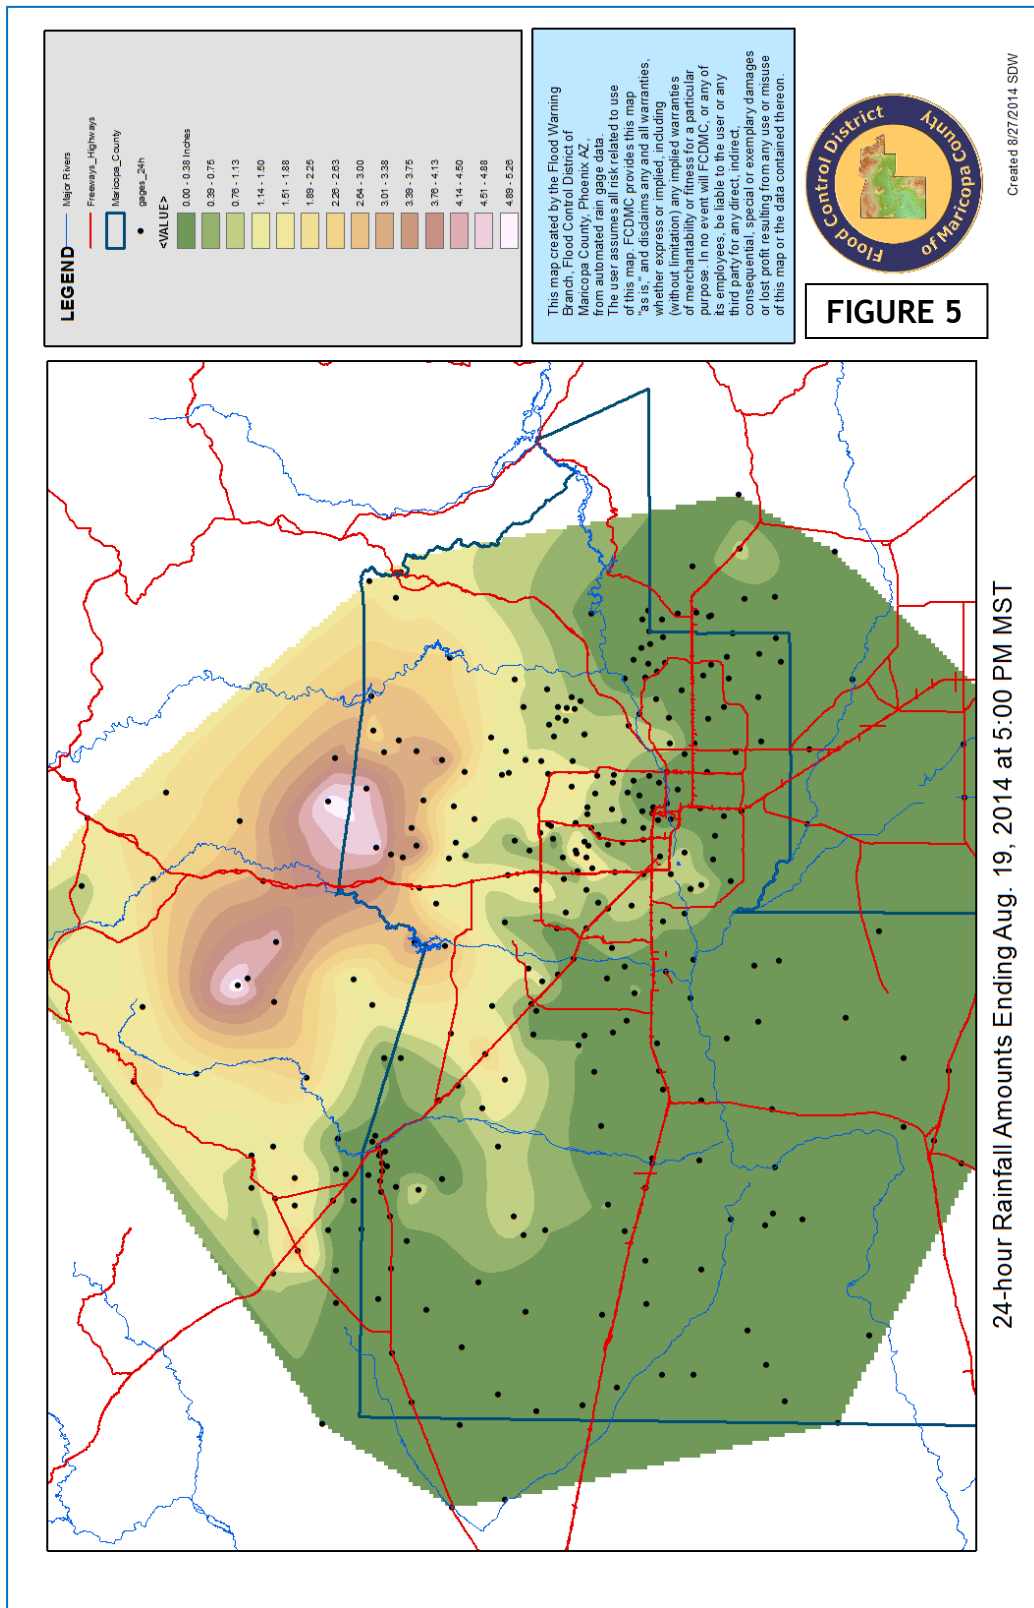 LEGEND
Major Rivers
Freeways_Highways
Maricopa_County
gages_24h
<VALUE>
0.00 - 0.38 Inches
0.39 - 0.75
0.76 - 1.13
1.14 - 1.50
1.51 - 1.88
1.89 - 2.25
2.26 - 2.63
2.64 - 3.00
3.01 - 3.38
3.39 - 3.75
3.76 - 4.13
4.14 - 4.50
4.51 - 4.88
4.89 - 5.26
This map created by the Flood Warning
Branch, Flood Control District of
Maricopa County, Phoenix AZ,
from automated rain gage data.
The user assumes all risk related to use
of this map. FCDMC provides this map
"as is," and disclaims any and all warranties,
whether express or implied, including
(without limitation) any implied warranties
of merchantability or fitness for a particular
purpose. In no event will FCDMC, or any of
its employees, be liable to the user or any
third party for any direct, indirect,
consequential, special or exemplary damages
or lost profit resulting from any use or misuse
of this map or the data contained thereon.
Flood Control District
of Maricopa County
FIGURE 5
24-hour Rainfall Amounts Ending Aug. 19, 2014 at 5:00 PM MST
Created 8/27/2014 SDW